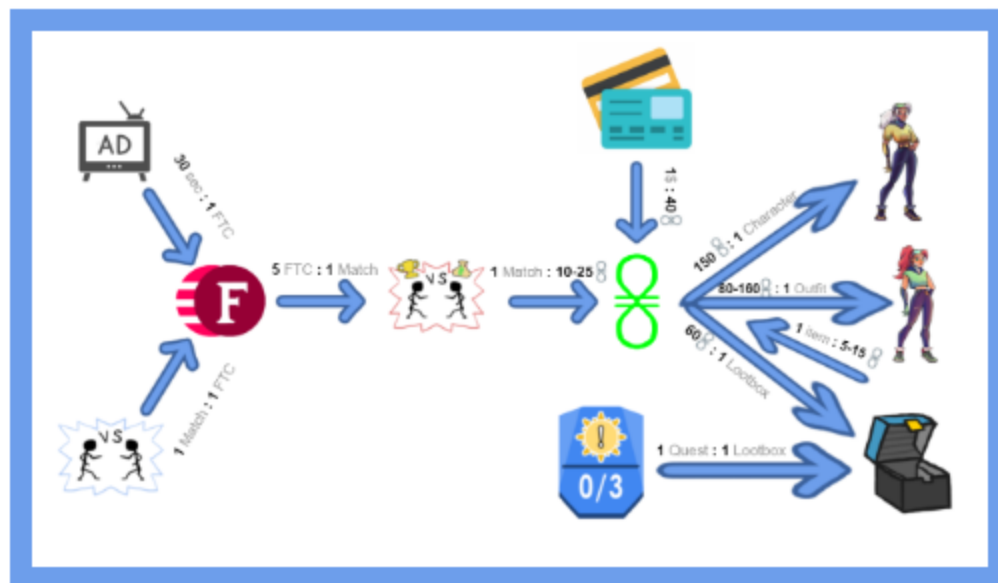 AD
30 sec : 1 FTC
1$ : 40
150 : 1 Character
F
5 FTC : 1 Match
VS
1 Match : 10-25
80-160 : 1 Outfit
1 item : 5-15
60 : 1 Lootbox
1 Match : 1 FTC
VS
!
0/3
1 Quest : 1 Lootbox